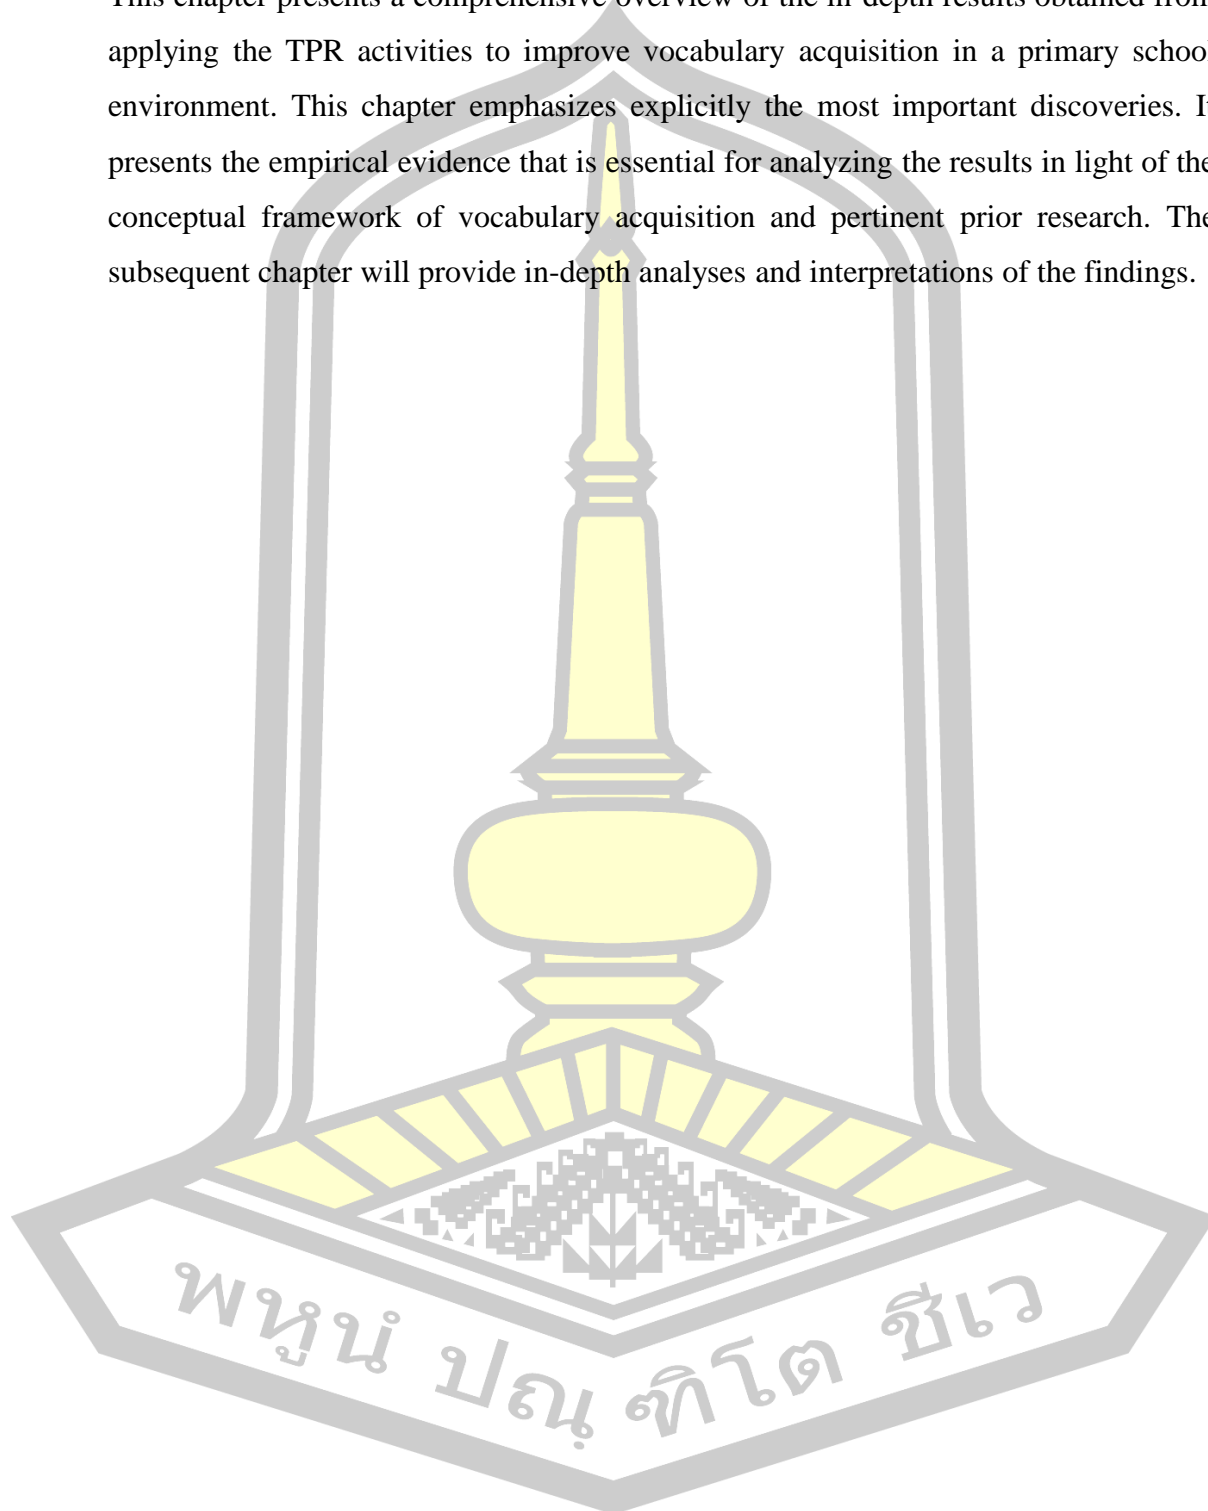 This chapter presents a comprehensive overview of the in-depth results obtained from
applying the TPR activities to improve vocabulary acquisition in a primary school
environment. This chapter emphasizes explicitly the most important discoveries. It
presents the empirical evidence that is essential for analyzing the results in light of the
conceptual framework of vocabulary acquisition and pertinent prior research. The
subsequent chapter will provide in-depth analyses and interpretations of the findings.
พหูนํ ปณฺฑิโต ชีเว